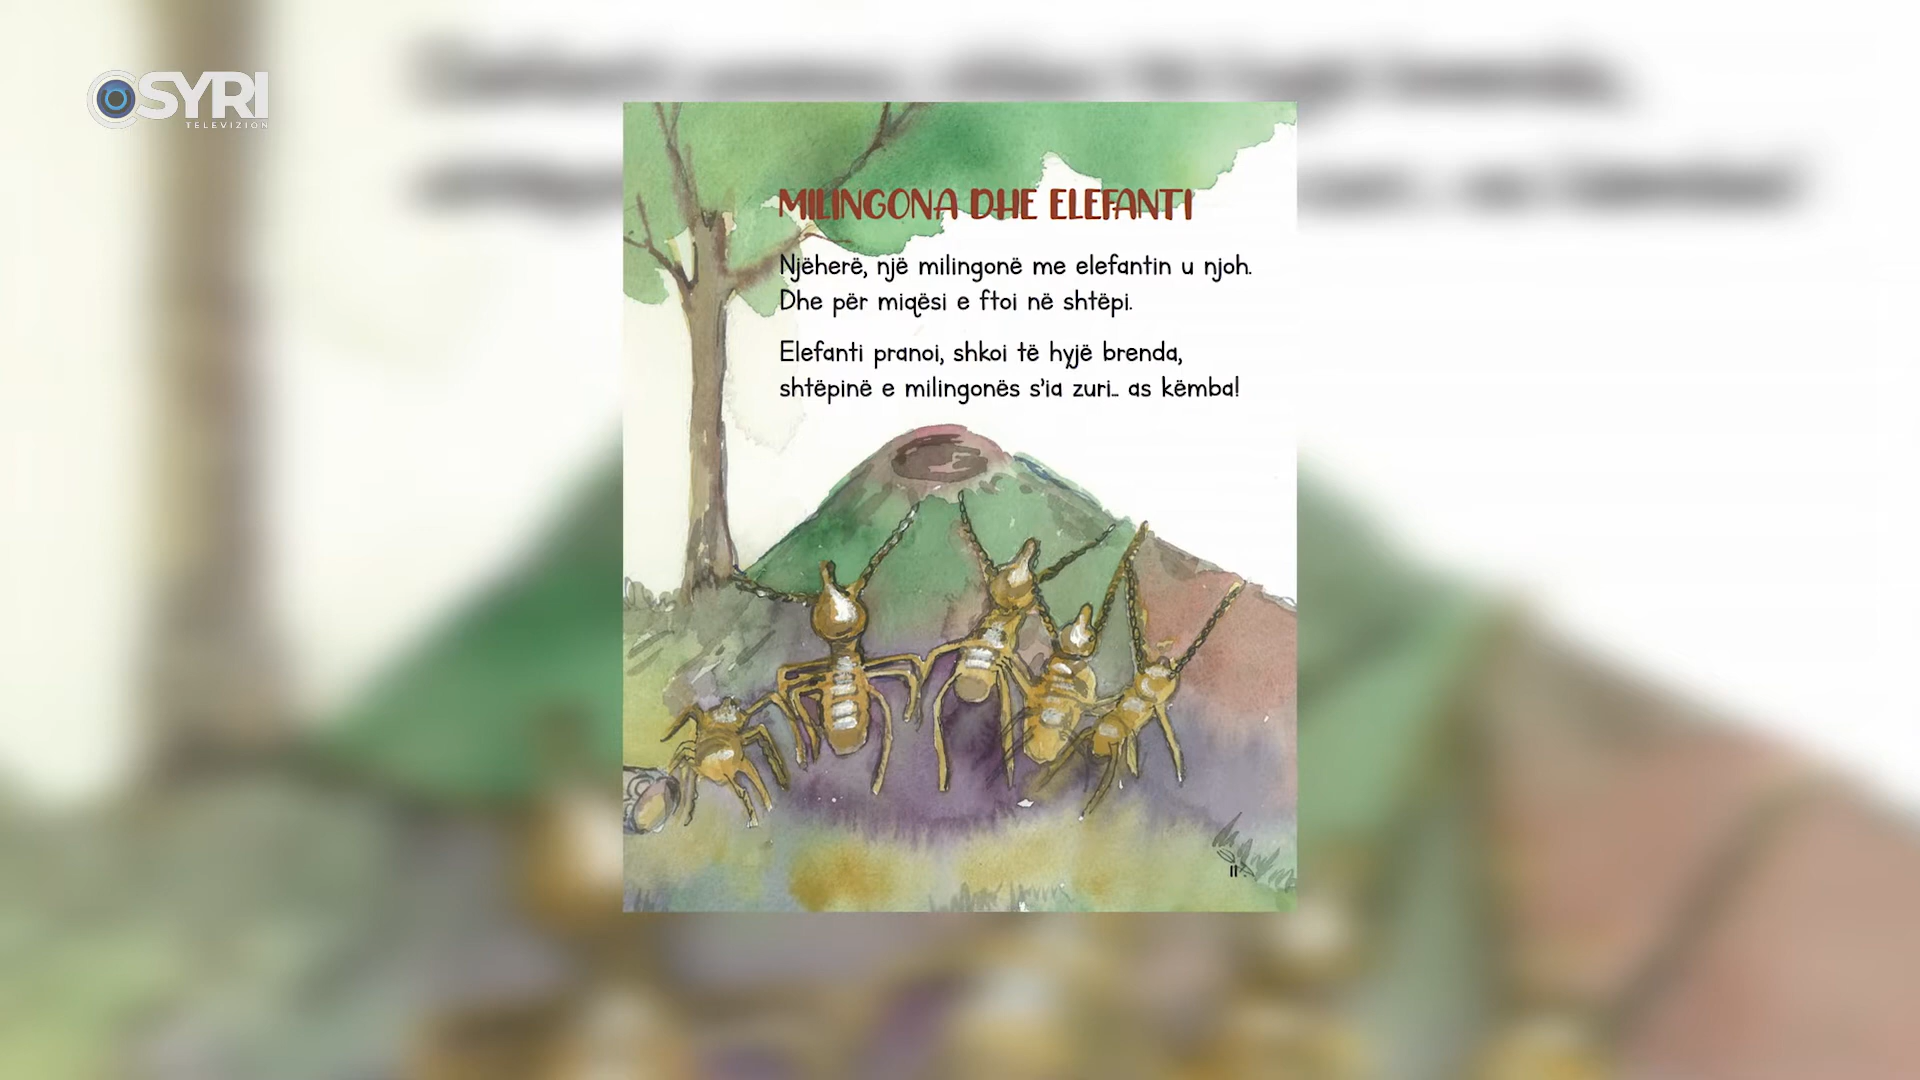 SYRI
TELEVIZION
MILINGONA DHE ELEFANTI
Njëherë, një milingonë me elefantin u njoh.
Dhe për miqësi e ftoi në shtëpi.
Elefanti pranoi, shkoi të hyjë brenda,
shtëpinë e milingonës s'ia zuri... as këmba!
11